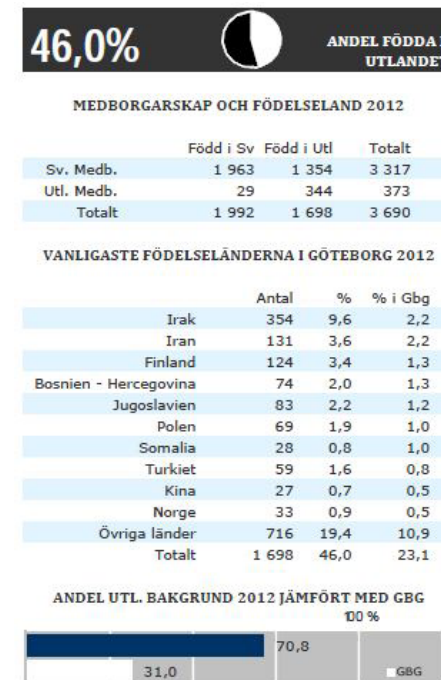 46,0%
ANDEL FÖDDA I
UTLANDET
MEDBORGARSKAP OCH FÖDELSELAND 2012
Född i Sv Född i Utl Totalt
Sv. Medb. 1 963 1 354 3 317
Utl. Medb. 29 344 373
Totalt 1 992 1 698 3 690
VANLIGASTE FÖDELSELÄNDERNA I GÖTEBORG 2012
Antal % % i Gbg
Irak 354 9,6 2,2
Iran 131 3,6 2,2
Finland 124 3,4 1,3
Bosnien - Hercegovina 74 2,0 1,3
Jugoslavien 83 2,2 1,2
Polen 69 1,9 1,0
Somalia 28 0,8 1,0
Turkiet 59 1,6 0,8
Kina 27 0,7 0,5
Norge 33 0,9 0,5
Övriga länder 716 19,4 10,9
Totalt 1 698 46,0 23,1
ANDEL UTL. BAKGRUND 2012 JÄMFÖRT MED GBG
100 %
70,8
31,0 GBG